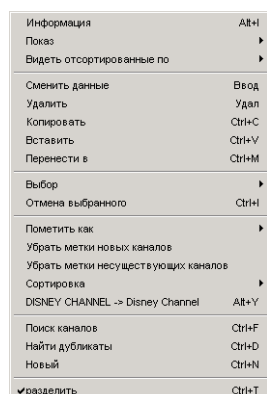 Информация Alt+I
Показ
Видеть отсортированные по
Сменить данные Ввод
Удалить Удал
Копировать Ctrl+C
Вставить Ctrl+V
Перенести в Ctrl+M
Выбор
Отмена выбранного Ctrl+I
Пометить как
Убрать метки новых каналов
Убрать метки несуществующих каналов
Сортировка
DISNEY CHANNEL -> Disney Channel Alt+Y
Поиск каналов Ctrl+F
Найти дубликаты Ctrl+D
Новый Ctrl+N
разделить Ctrl+T